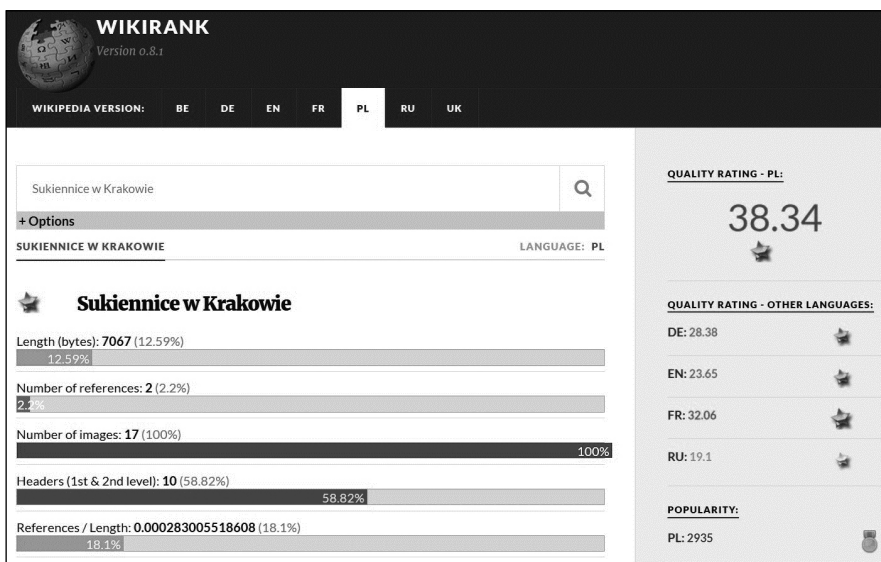 WIKIRANK
Version 0.8.1
WIKIPEDIA VERSION: BE DE EN FR PL RU UK
Sukiennice w Krakowie
+ Options
SUKIENNICE W KRAKOWIE LANGUAGE: PL
Sukiennice w Krakowie
Length (bytes): 7067 (12.59%)
12.59%
Number of references: 2 (2.2%)
2.2%
Number of images: 17 (100%)
100%
Headers (1st & 2nd level): 10 (58.82%)
58.82%
References / Length: 0.000283005518608 (18.1%)
18.1%
QUALITY RATING - PL:
38.34
QUALITY RATING - OTHER LANGUAGES:
DE: 28.38
EN: 23.65
FR: 32.06
RU: 19.1
POPULARITY:
PL: 2935